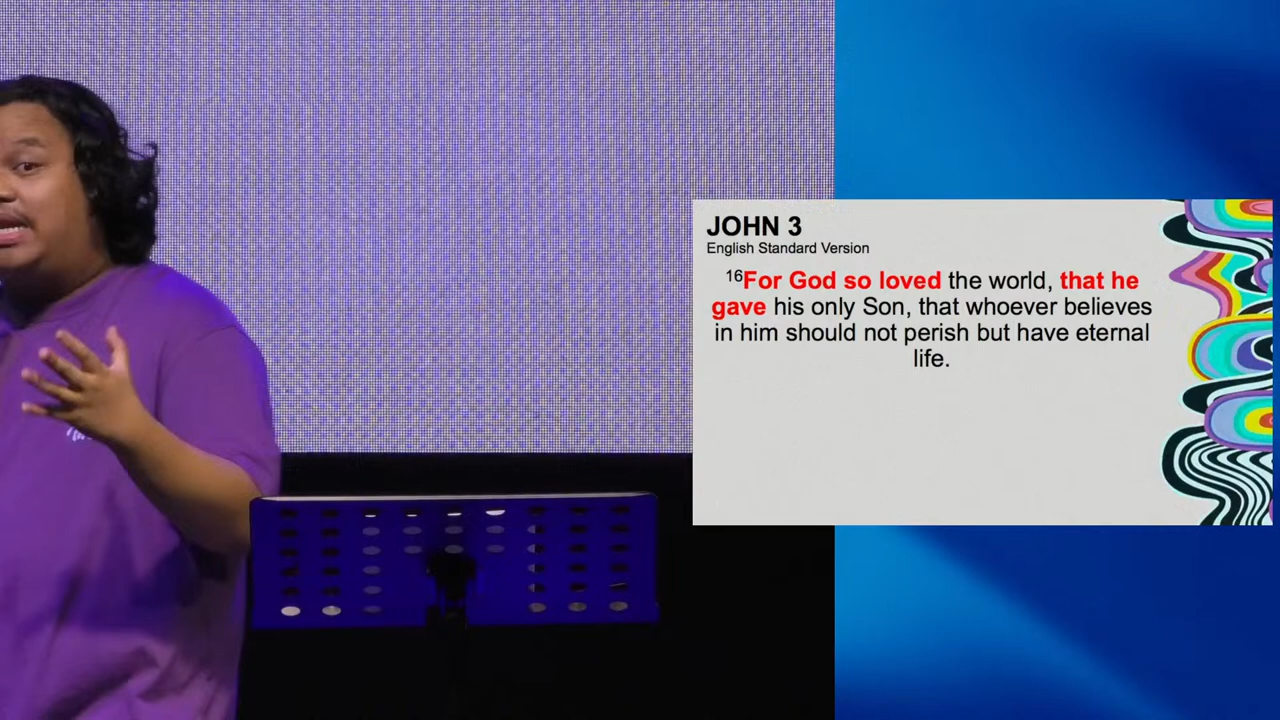 JOHN 3
English Standard Version
16For God so loved the world, that he
gave his only Son, that whoever believes
in him should not perish but have eternal
life.